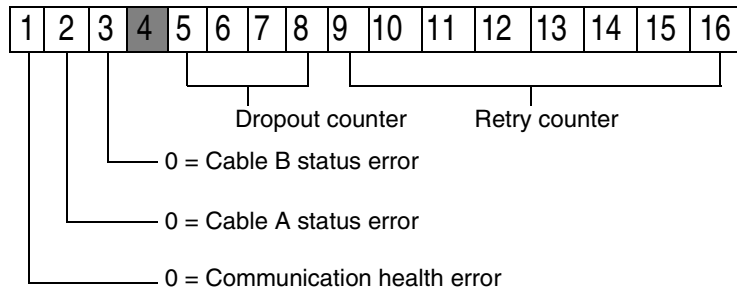 1 2 3 4 5 6 7 8 9 10 11 12 13 14 15 16
Dropout counter Retry counter
0 = Cable B status error
0 = Cable A status error
0 = Communication health error